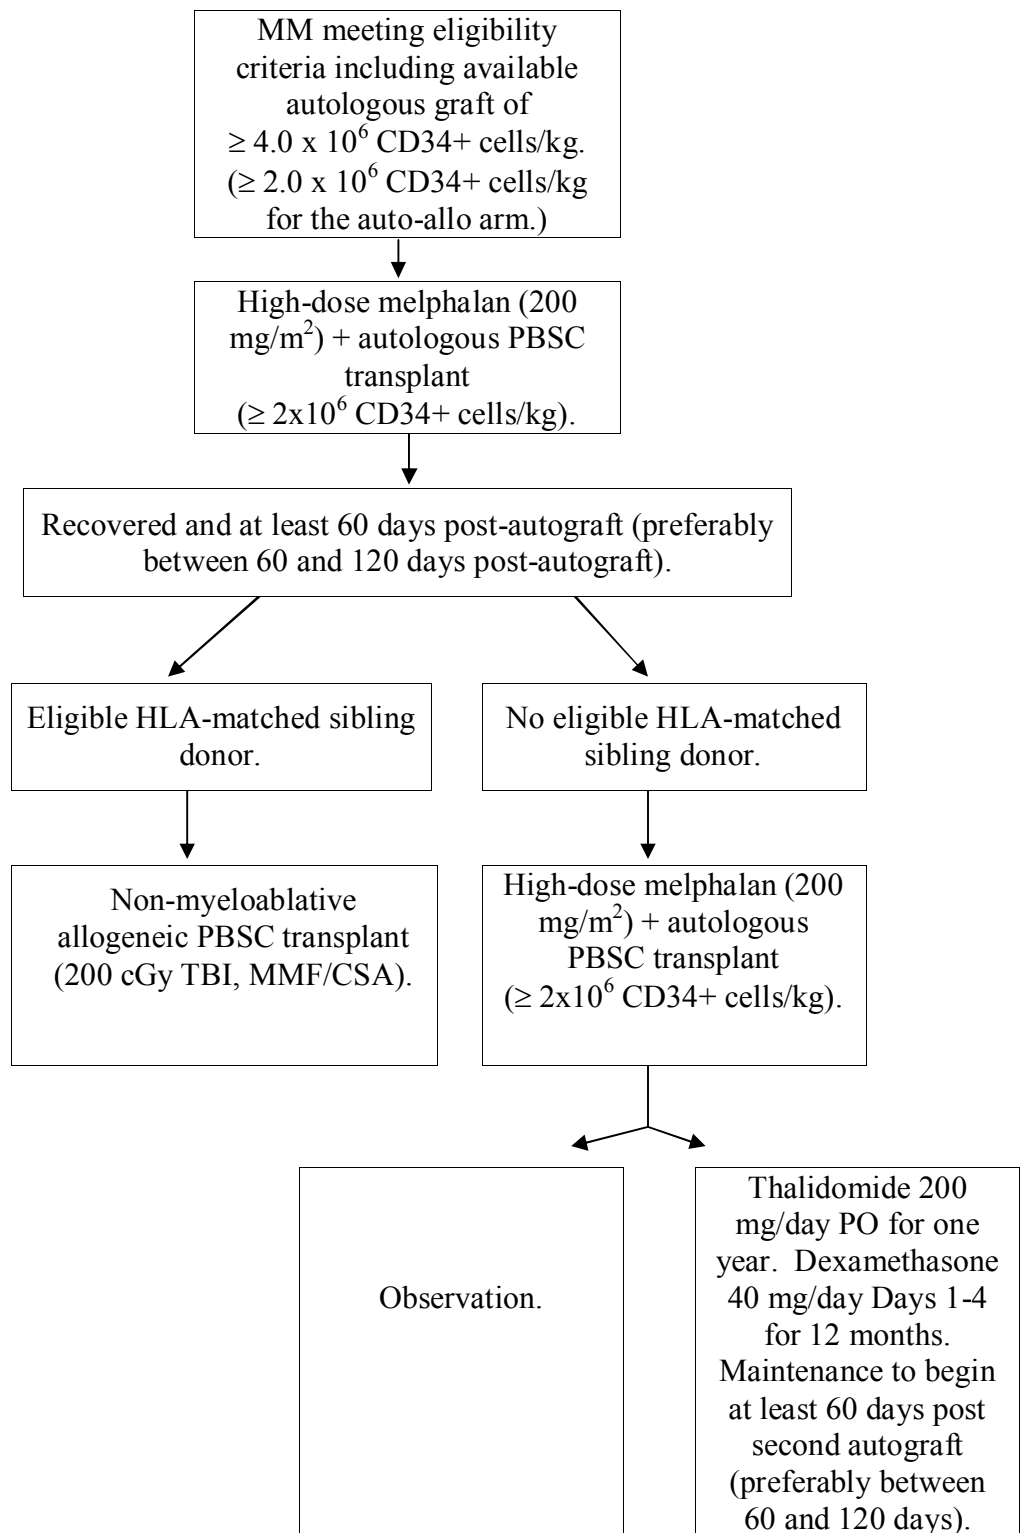 MM meeting eligibility
criteria including available
autologous graft of
≥ 4.0 x 10⁶ CD34+ cells/kg.
(≥ 2.0 x 10⁶ CD34+ cells/kg
for the auto-allo arm.)
High-dose melphalan (200
mg/m²) + autologous PBSC
transplant
(≥ 2x10⁶ CD34+ cells/kg).
Recovered and at least 60 days post-autograft (preferably
between 60 and 120 days post-autograft).
Eligible HLA-matched sibling
donor.
No eligible HLA-matched
sibling donor.
Non-myeloablative
allogeneic PBSC transplant
(200 cGy TBI, MMF/CSA).
High-dose melphalan (200
mg/m²) + autologous
PBSC transplant
(≥ 2x10⁶ CD34+ cells/kg).
Observation.
Thalidomide 200
mg/day PO for one
year.  Dexamethasone
40 mg/day Days 1-4
for 12 months.
Maintenance to begin
at least 60 days post
second autograft
(preferably between
60 and 120 days).